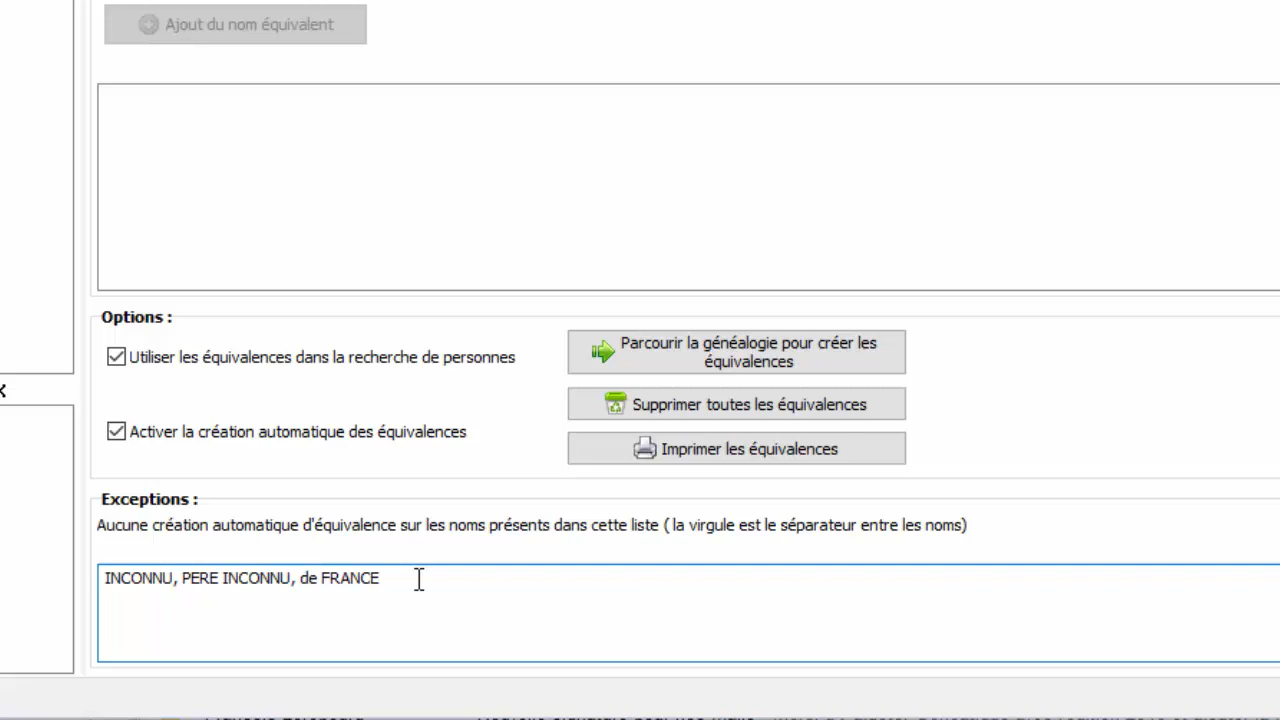 Ajout du nom équivalent
Options :
Utiliser les équivalences dans la recherche de personnes
Parcourir la généalogie pour créer les
équivalences
Supprimer toutes les équivalences
Activer la création automatique des équivalences
Imprimer les équivalences
Exceptions :
Aucune création automatique d'équivalence sur les noms présents dans cette liste ( la virgule est le séparateur entre les noms)
INCONNU, PERE INCONNU, de FRANCE